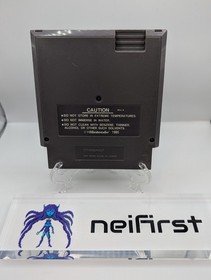 CAUTION
●DO NOT STORE IN EXTREME TEMPERATURES.
●DO NOT IMMERSE IN WATER.
●DO NOT CLEAN WITH BENZENE, THINNER,
ALCOHOL OR OTHER SUCH SOLVENTS.
Nintendo 1985
neifirst